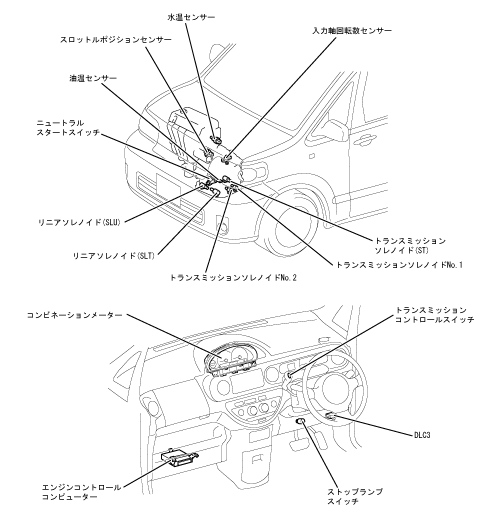 水温センサー
スロットルポジションセンサー
入力軸回転数センサー
油温センサー
ニュートラル
スタートスイッチ
リニアソレノイド(SLU)
リニアソレノイド(SLT)
トランスミッションソレノイドNo.2
トランスミッション
ソレノイド(ST)
トランスミッションソレノイドNo.1
コンビネーションメーター
トランスミッション
コントロールスイッチ
DLC3
エンジンコントロール
コンピューター
ストップランプ
スイッチ